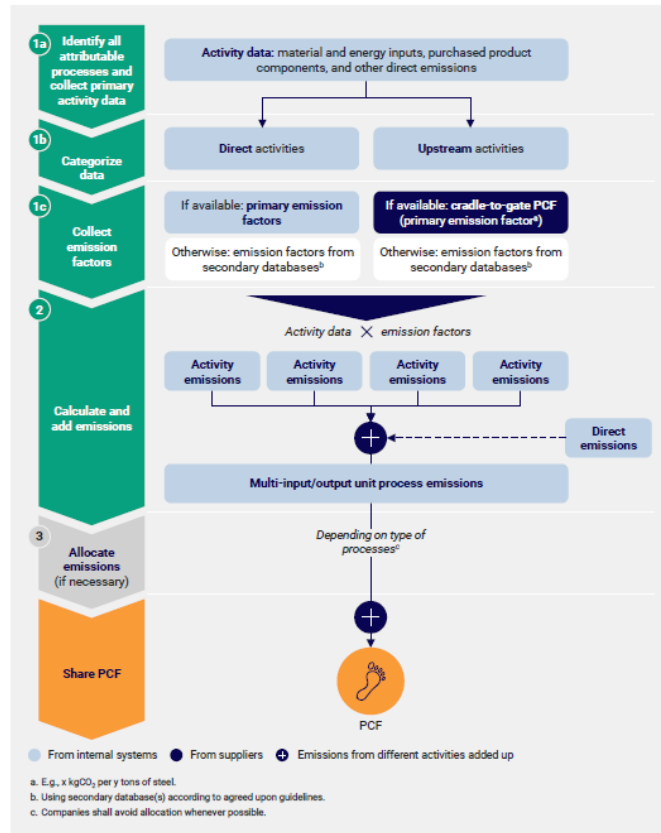 1a
Identify all
attributable
processes and
collect primary
activity data
Activity data: material and energy inputs, purchased product
components, and other direct emissions
1b
Categorize
data
Direct activities
Upstream activities
1c
Collect
emission
factors
If available: primary emission
factors
If available: cradle-to-gate PCF
(primary emission factorᵃ)
Otherwise: emission factors from
secondary databasesᵇ
Otherwise: emission factors from
secondary databasesᵇ
2
Calculate and
add emissions
Activity data × emission factors
Activity
emissions
Activity
emissions
Activity
emissions
Activity
emissions
+
Direct
emissions
Multi-input/output unit process emissions
3
Allocate
emissions
(if necessary)
Depending on type of
processesᶜ
+
Share PCF
PCF
From internal systems
From suppliers
+ Emissions from different activities added up
a. E.g., x kgCO₂ per y tons of steel.
b. Using secondary database(s) according to agreed upon guidelines.
c. Companies shall avoid allocation whenever possible.